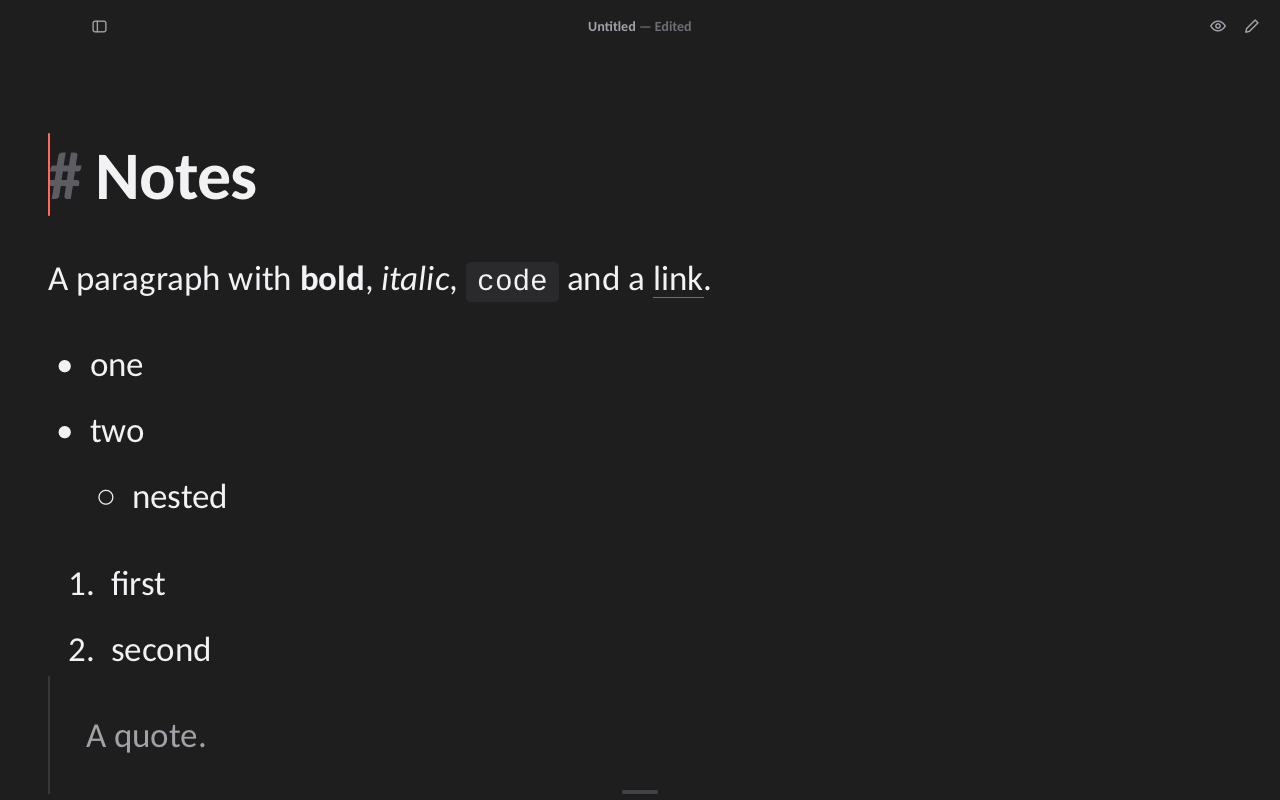 Untitled — Edited
# Notes
A paragraph with bold, italic, code and a link.
• one
• two
○ nested
1. first
2. second
A quote.